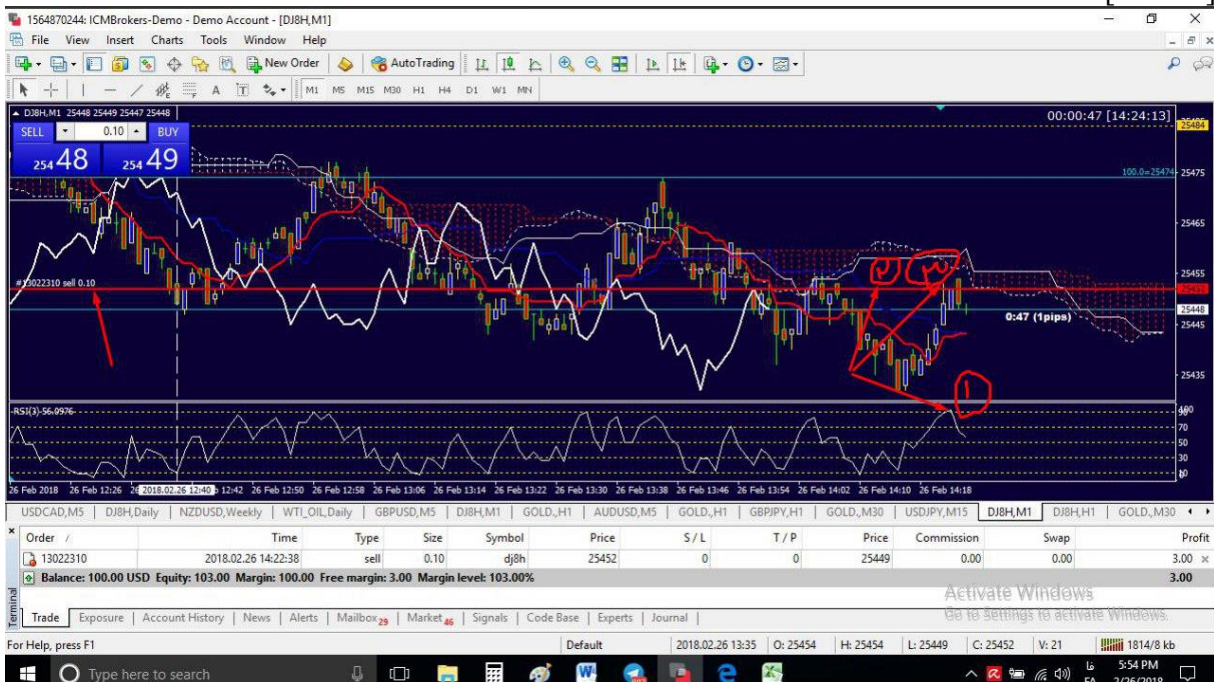 1564870244: ICMBrokers-Demo - Demo Account - [DJ8H,M1]
File View Insert Charts Tools Window Help
New Order AutoTrading
A T M1 M5 M15 M30 H1 H4 D1 W1 MN
DJ8H,M1 25448 25449 25447 25448
00:00:47 [14:24:13]
SELL 0.10 BUY
25484
254 48 254 49
100.0=25474
25475
25465
25455
#13022310 sell 0.10
25448
0:47 (1pips)
25445
25435
1
RSI(3) 56.0976
70
50
30
26 Feb 2018 26 Feb 12:26 2018.02.26 12:40 12:42 26 Feb 12:50 26 Feb 12:58 26 Feb 13:06 26 Feb 13:14 26 Feb 13:22 26 Feb 13:30 26 Feb 13:38 26 Feb 13:46 26 Feb 13:54 26 Feb 14:02 26 Feb 14:10 26 Feb 14:18
USDCAD,M5 DJ8H,Daily NZDUSD,Weekly WTI_OIL,Daily GBPUSD,M5 DJ8H,M1 GOLD.,H1 AUDUSD,M5 GOLD.,H1 GBPJPY,H1 GOLD.,M30 USDJPY,M15 DJ8H,M1 DJ8H,H1 GOLD.,M30
Order / Time Type Size Symbol Price S / L T / P Price Commission Swap Profit
13022310 2018.02.26 14:22:38 sell 0.10 dj8h 25452 0 0 25449 0.00 0.00 3.00
Balance: 100.00 USD Equity: 103.00 Margin: 100.00 Free margin: 3.00 Margin level: 103.00% 3.00
Activate Windows
Go to Settings to activate Windows.
Terminal
Trade Exposure Account History News Alerts Mailbox 29 Market 46 Signals Code Base Experts Journal
For Help, press F1 Default 2018.02.26 13:35 O: 25454 H: 25454 L: 25449 C: 25452 V: 21 1814/8 kb
Type here to search
فا
5:54 PM
FA 2/26/2018